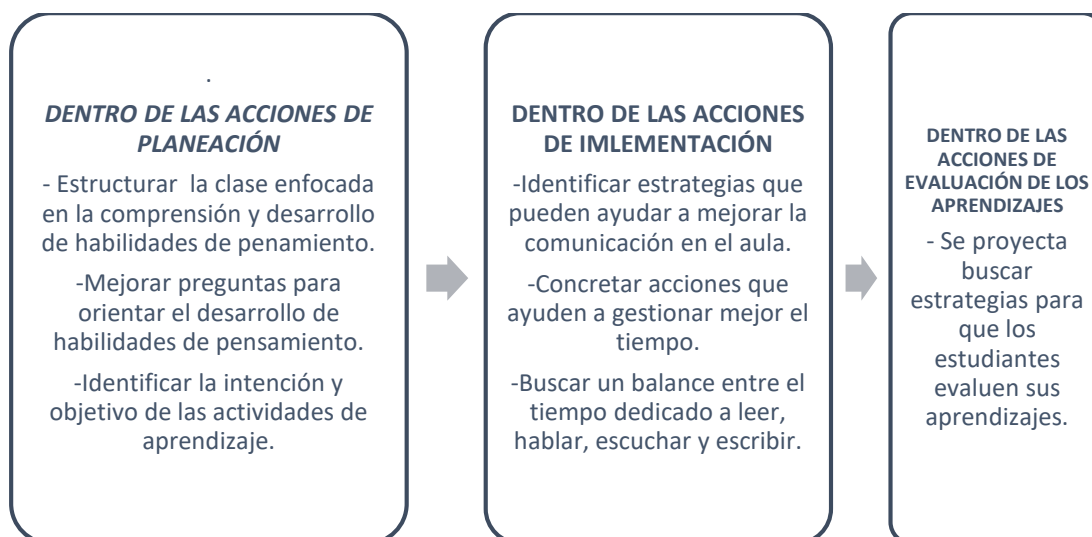 .
DENTRO DE LAS ACCIONES DE
PLANEACIÓN
- Estructurar la clase enfocada
en la comprensión y desarrollo
de habilidades de penamiento.
-Mejorar preguntas para
orientar el desarrollo de
habilidades de pensamiento.
-Identificar la intención y
objetivo de las actividades de
aprendizaje.
DENTRO DE LAS ACCIONES
DE IMLEMENTACIÓN
-Identificar estrategias que
pueden ayudar a mejorar la
comunicación en el aula.
-Concretar acciones que
ayuden a gestionar mejor el
tiempo.
-Buscar un balance entre el
tiempo dedicado a leer,
hablar, escuchar y escribir.
DENTRO DE LAS
ACCIONES DE
EVALUACIÓN DE LOS
APRENDIZAJES
- Se proyecta
buscar
estrategias para
que los
estudiantes
evaluen sus
aprendizajes.